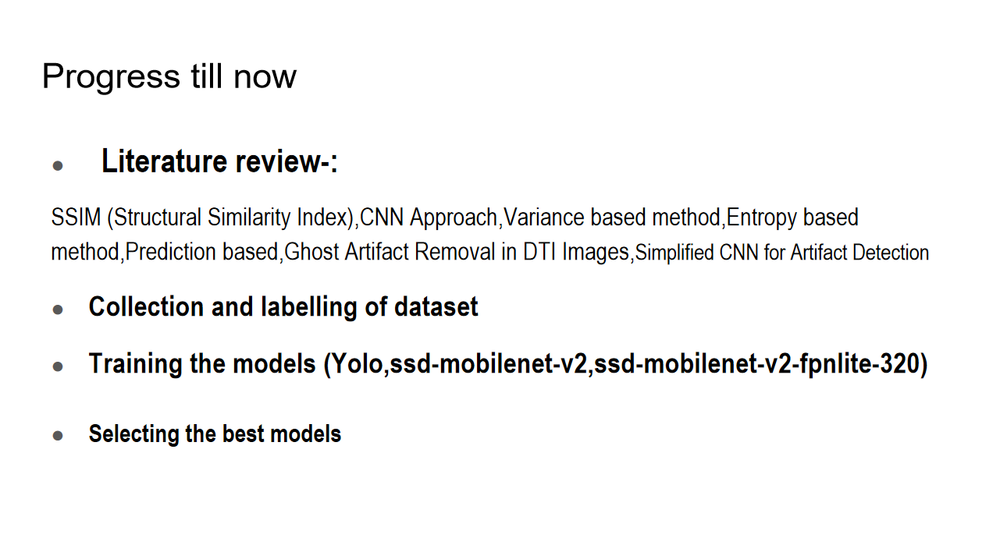 Progress till now
● Literature review-:
SSIM (Structural Similarity Index),CNN Approach,Variance based method,Entropy based
method,Prediction based,Ghost Artifact Removal in DTI Images,Simplified CNN for Artifact Detection
● Collection and labelling of dataset
● Training the models (Yolo,ssd-mobilenet-v2,ssd-mobilenet-v2-fpnlite-320)
● Selecting the best models